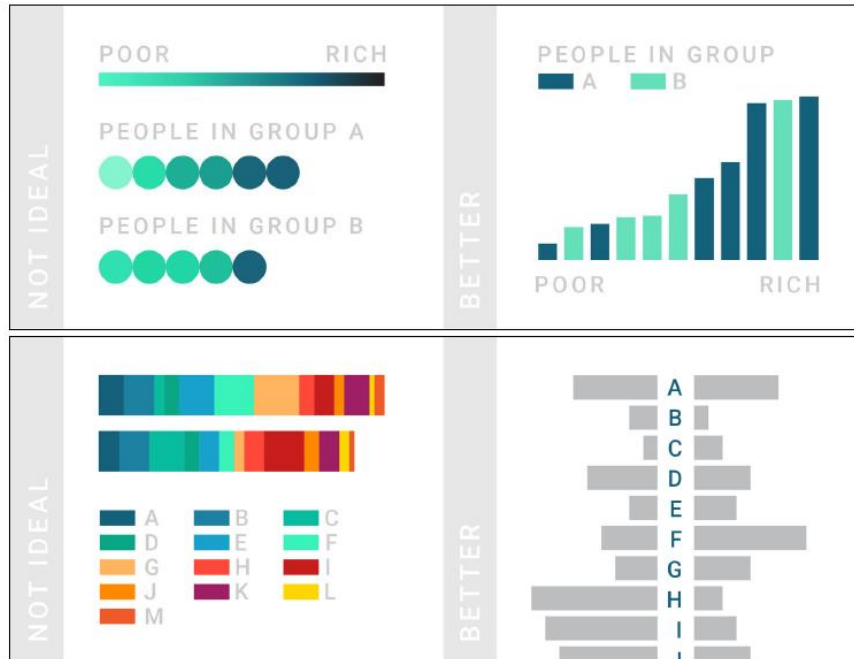 NOT IDEAL
POOR RICH
PEOPLE IN GROUP A
PEOPLE IN GROUP B
BETTER
PEOPLE IN GROUP
A B
POOR RICH
NOT IDEAL
A B C
D E F
G H I
J K L
M
BETTER
A
B
C
D
E
F
G
H
I